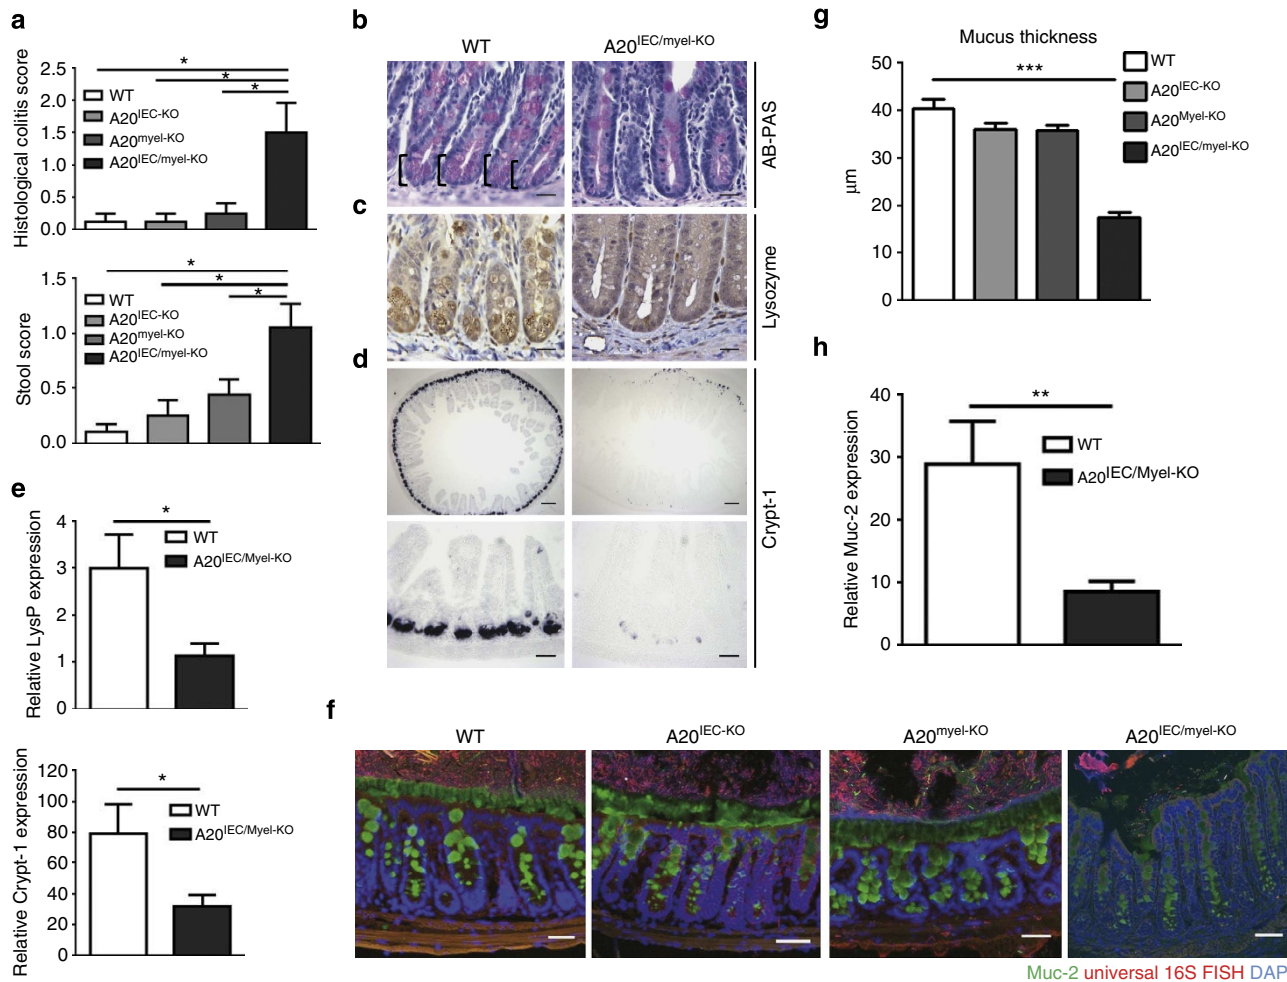 a
Histological colitis score
2.5
2.0
1.5
1.0
0.5
0.0
*
*
*
WT
A20IEC-KO
A20myel-KO
A20IEC/myel-KO
Stool score
1.5
1.0
0.5
0.0
*
*
*
WT
A20IEC-KO
A20myel-KO
A20IEC/myel-KO
b
WT
A20IEC/myel-KO
AB-PAS
c
Lysozyme
d
Crypt-1
e
Relative LysP expression
4
3
2
1
0
*
WT
A20IEC/Myel-KO
Relative Crypt-1 expression
120
100
80
60
40
20
0
*
WT
A20IEC/Myel-KO
f
WT
A20IEC-KO
A20myel-KO
A20IEC/myel-KO
Muc-2 universal 16S FISH DAP
g
Mucus thickness
µm
50
40
30
20
10
0
***
WT
A20IEC-KO
A20Myel-KO
A20IEC/myel-KO
h
Relative Muc-2 expression
40
30
20
10
0
**
WT
A20IEC/Myel-KO